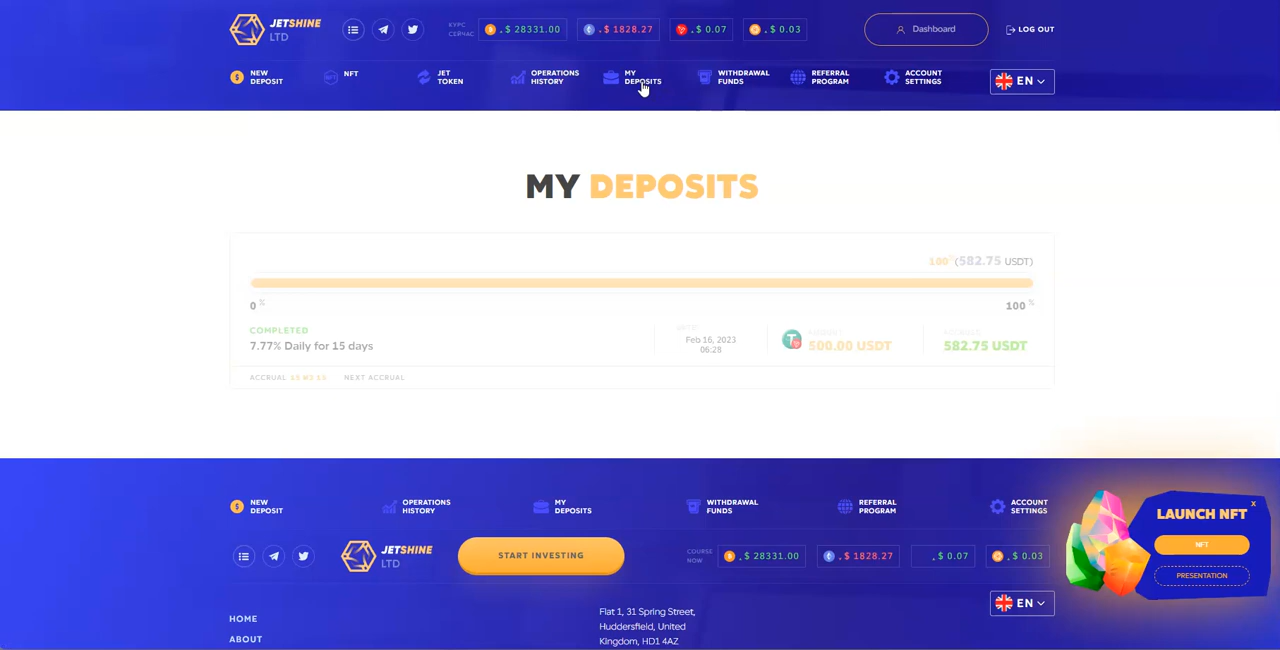 JETSHINE
LTD
КУРС
СЕЙЧАС
$ 28331.00
$ 1828.27
$ 0.07
$ 0.03
Dashboard
LOG OUT
NEW
DEPOSIT
NFT
JET
TOKEN
OPERATIONS
HISTORY
MY
DEPOSITS
WITHDRAWAL
FUNDS
REFERRAL
PROGRAM
ACCOUNT
SETTINGS
EN
MY DEPOSITS
100% (582.75 USDT)
0 %
100 %
COMPLETED
7.77% Daily for 15 days
Feb 16, 2023
06:28
500.00 USDT
582.75 USDT
ACCRUAL
NEXT ACCRUAL
NEW
DEPOSIT
OPERATIONS
HISTORY
MY
DEPOSITS
WITHDRAWAL
FUNDS
REFERRAL
PROGRAM
ACCOUNT
SETTINGS
JETSHINE
LTD
START INVESTING
COURSE
NOW
$ 28331.00
$ 1828.27
$ 0.07
$ 0.03
EN
LAUNCH NFT
X
NFT
PRESENTATION
HOME
ABOUT
Flat 1, 31 Spring Street,
Huddersfield, United
Kingdom, HD1 4AZ